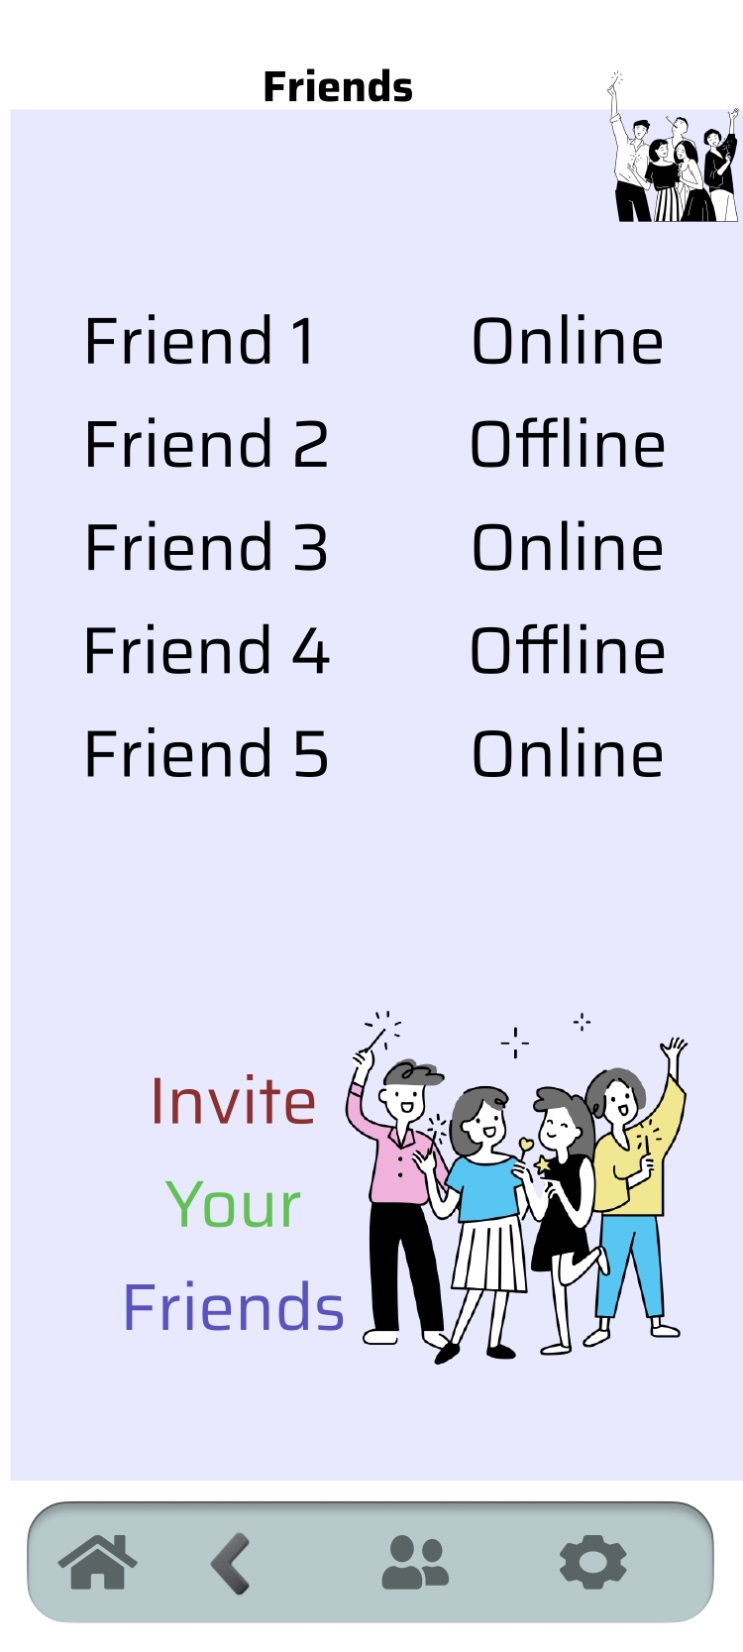 Friends
Friend 1 Online
Friend 2 Offline
Friend 3 Online
Friend 4 Offline
Friend 5 Online
Invite
Your
Friends